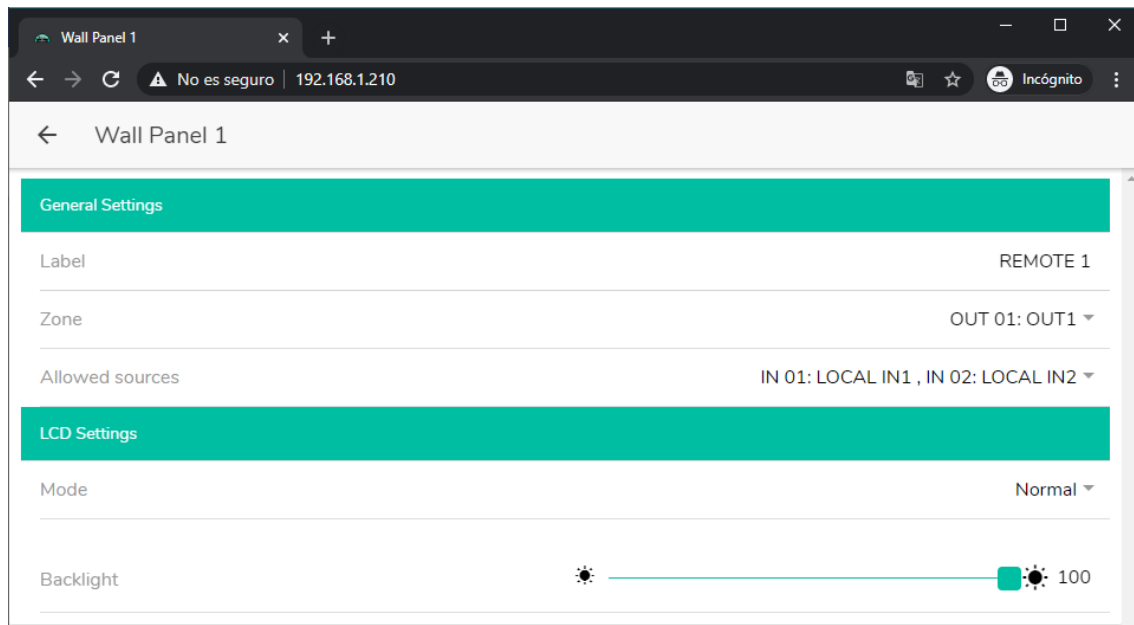 Wall Panel 1
No es seguro 192.168.1.210 Incógnito
Wall Panel 1
General Settings
Label REMOTE 1
Zone OUT 01: OUT1
Allowed sources IN 01: LOCAL IN1 , IN 02: LOCAL IN2
LCD Settings
Mode Normal
Backlight 100